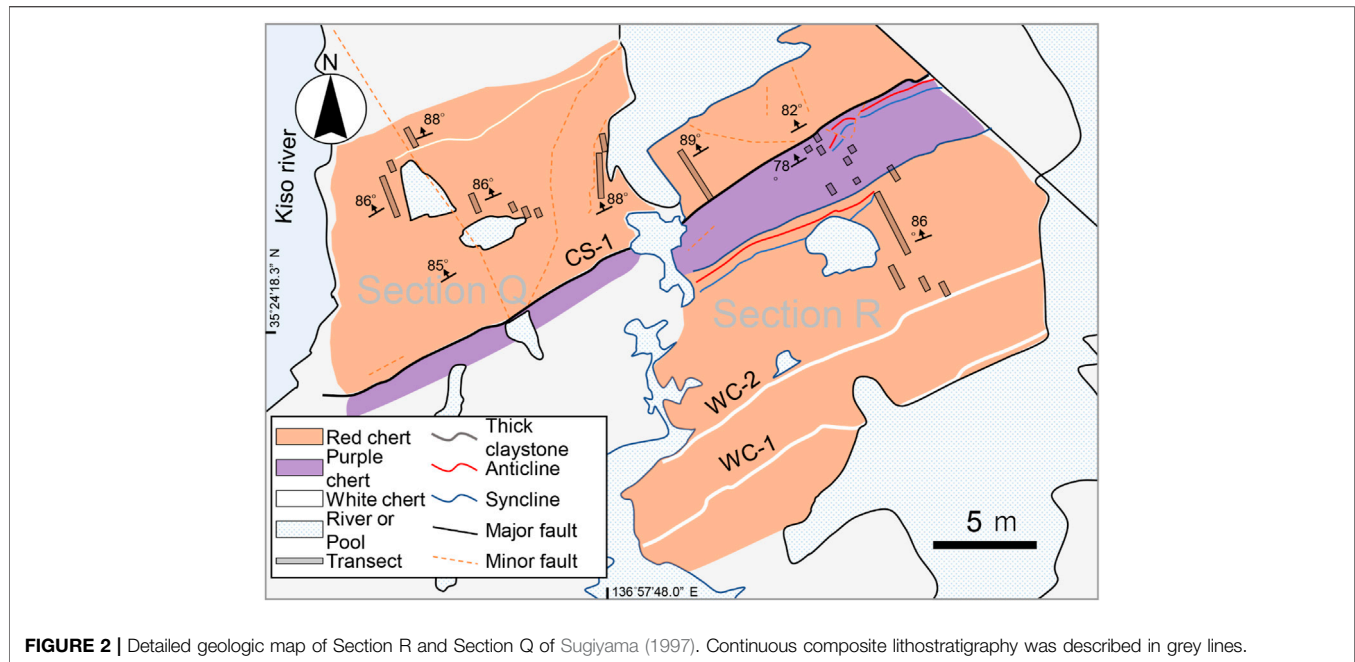 N
Kiso river
35°24'18.3" N
88°
86°
86°
88°
85°
CS-1
Section Q
89°
82°
78
°
86
°
Section R
WC-2
WC-1
5 m
136°57'48.0" E
Red chert
Purple
chert
White chert
River or
Pool
Transect
Thick
claystone
Anticline
Syncline
Major fault
Minor fault
FIGURE 2 | Detailed geologic map of Section R and Section Q of Sugiyama (1997). Continuous composite lithostratigraphy was described in grey lines.